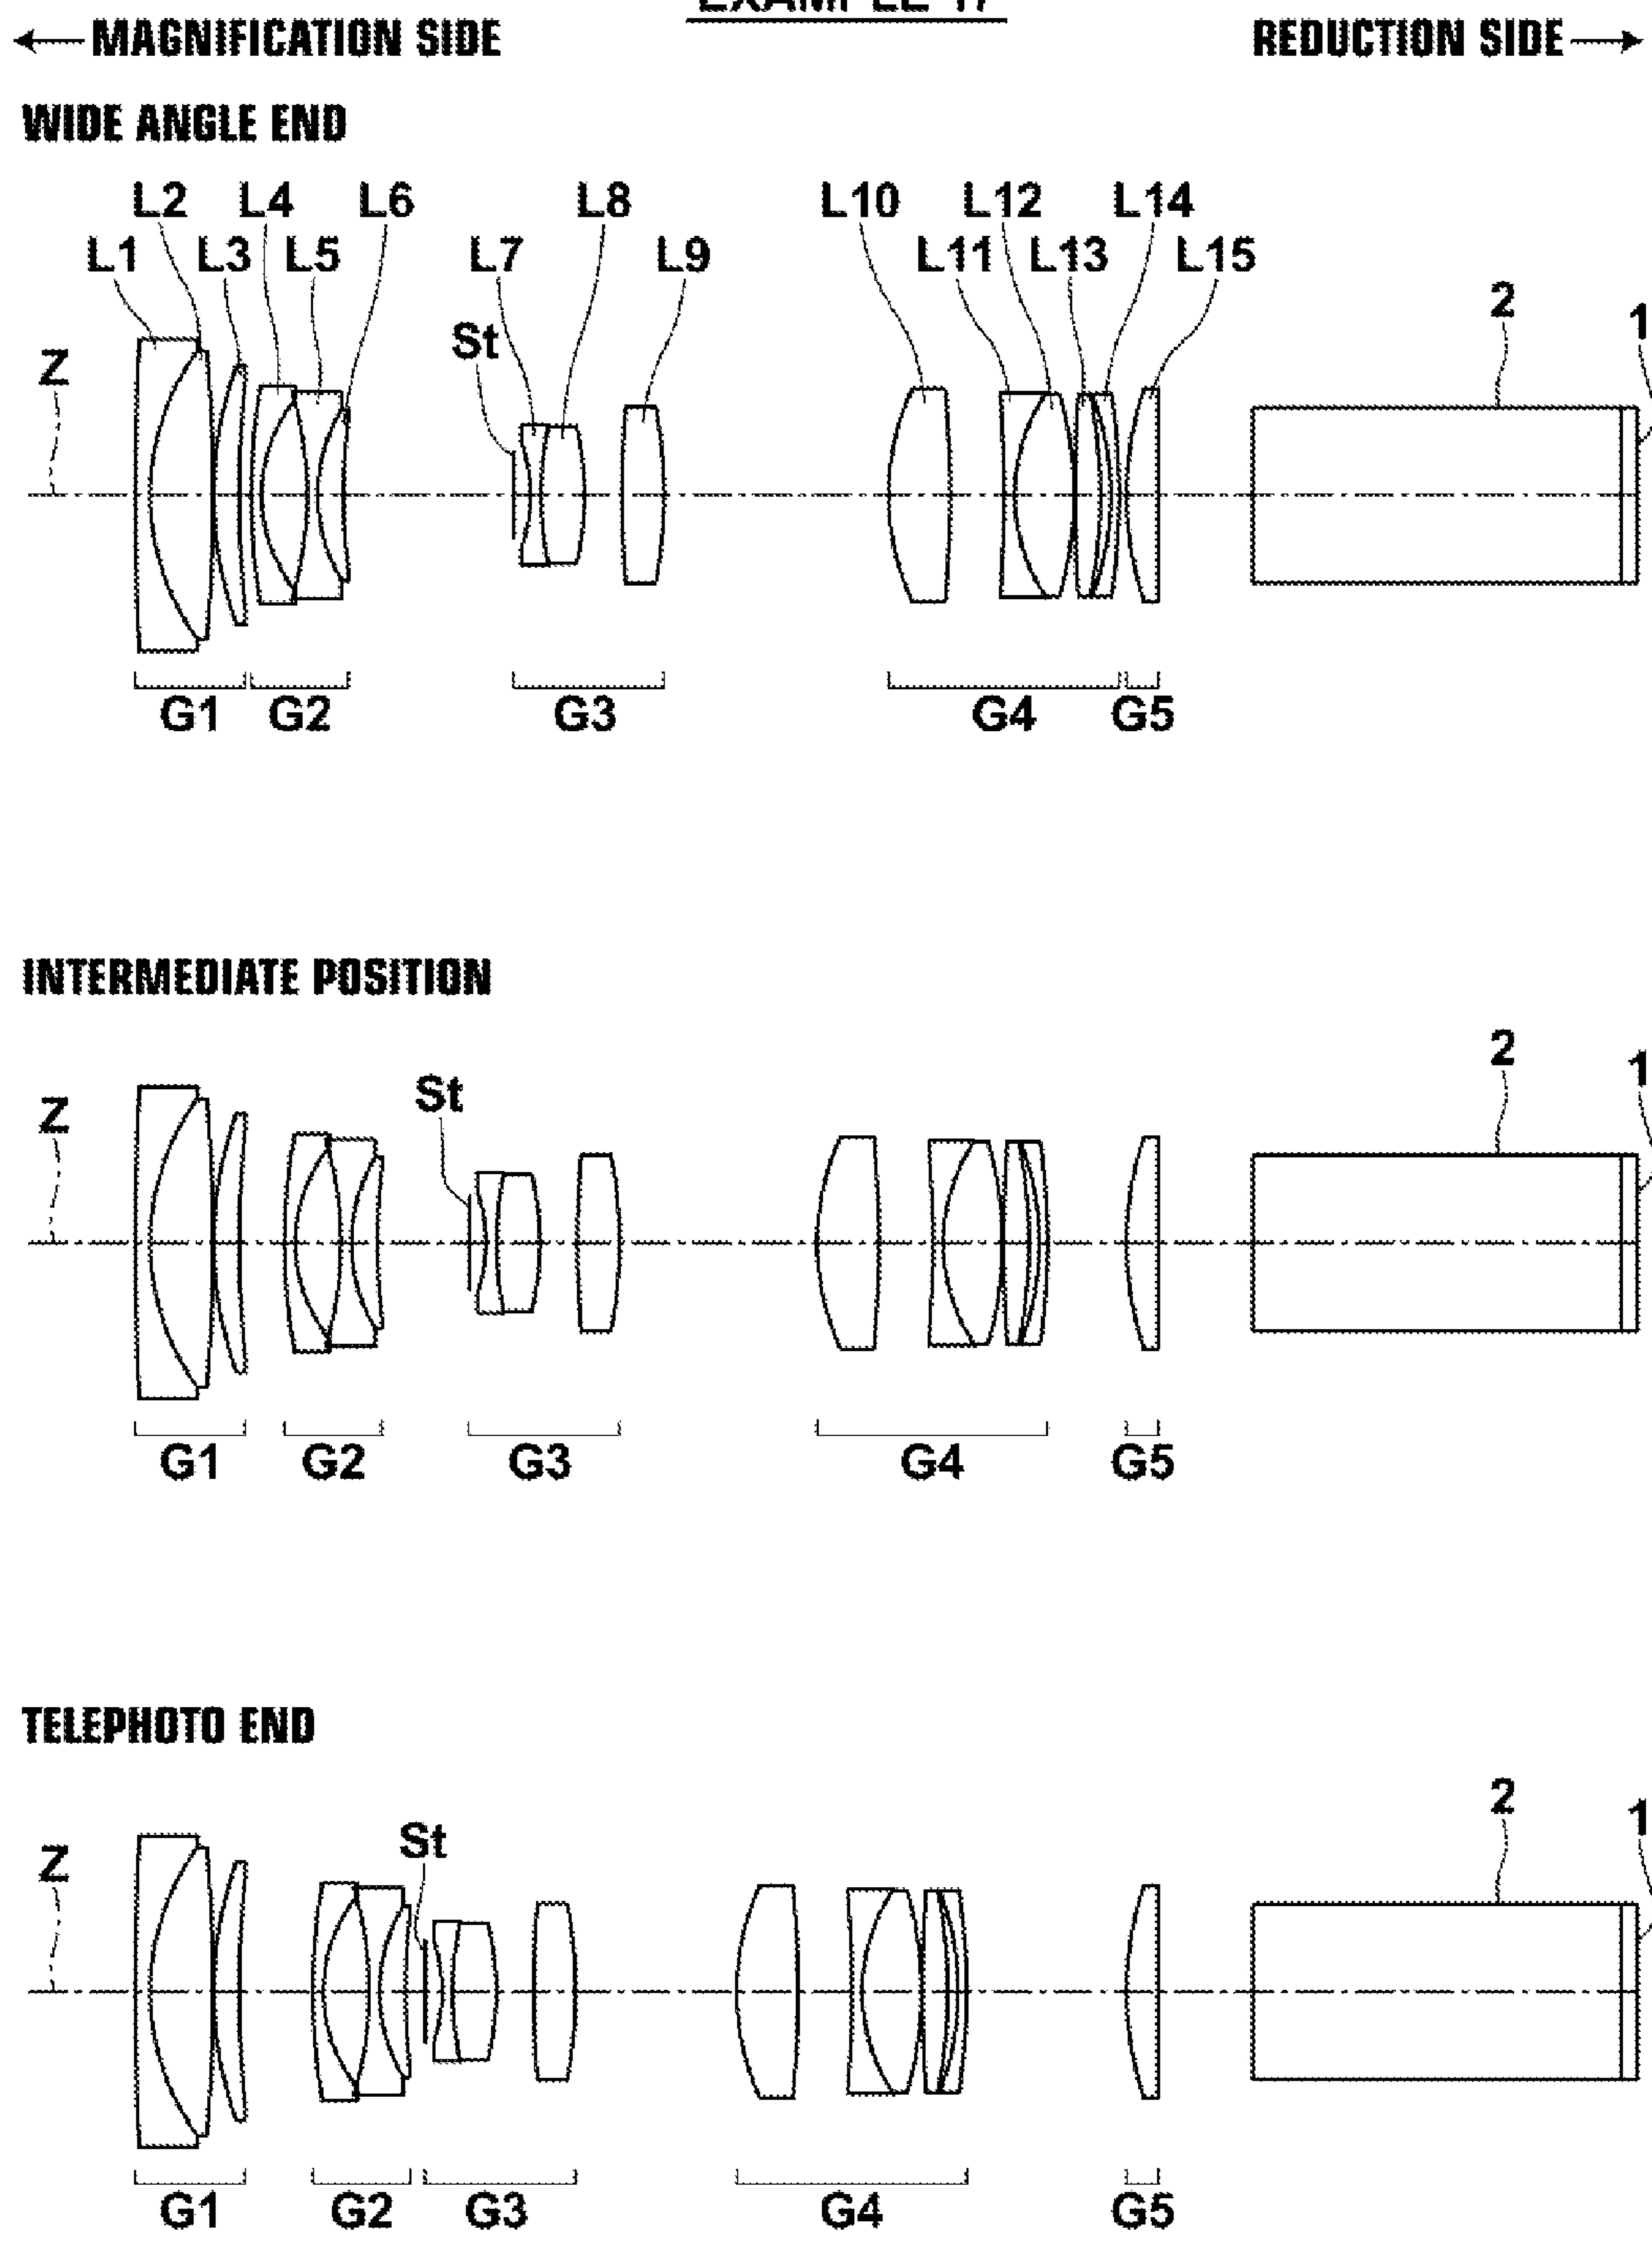 ← MAGNIFICATION SIDE REDUCTION SIDE →
WIDE ANGLE END
L2 L4 L6 L8 L10 L12 L14
L1 L3 L5 L7 L9 L11 L13 L15
St 2 1
Z
G1 G2 G3 G4 G5
INTERMEDIATE POSITION
2 1
St
Z
G1 G2 G3 G4 G5
TELEPHOTO END
2 1
St
Z
G1 G2 G3 G4 G5